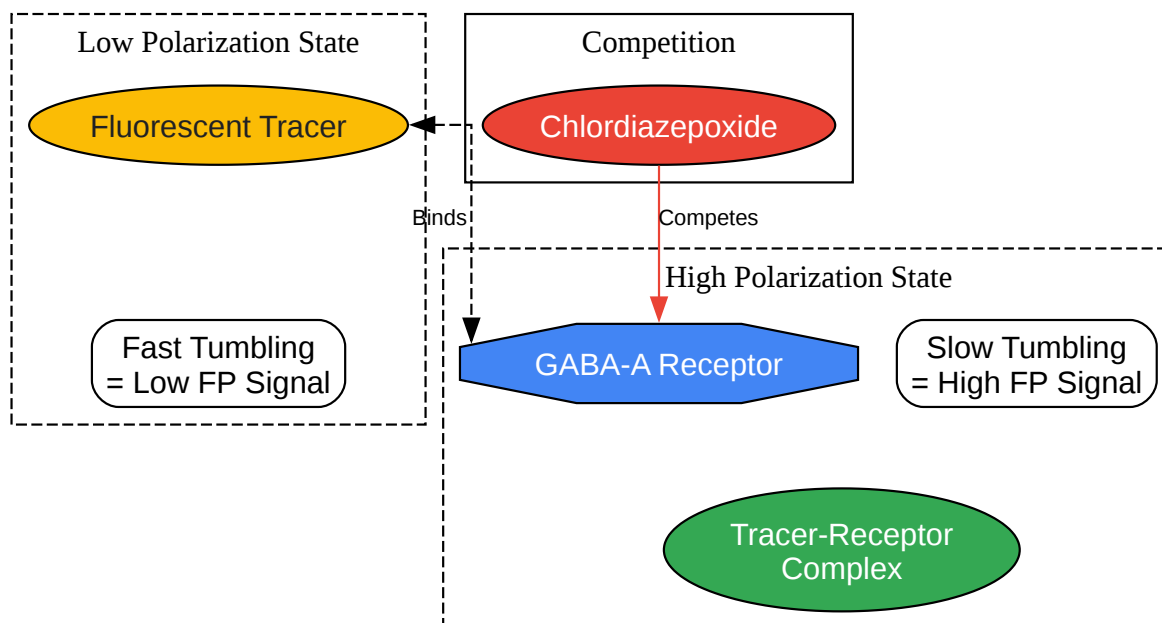 Low Polarization State
Competition
Fluorescent Tracer
Chlordiazepoxide
Binds
Competes
High Polarization State
Fast Tumbling
= Low FP Signal
GABA-A Receptor
Slow Tumbling
= High FP Signal
Tracer-Receptor
Complex